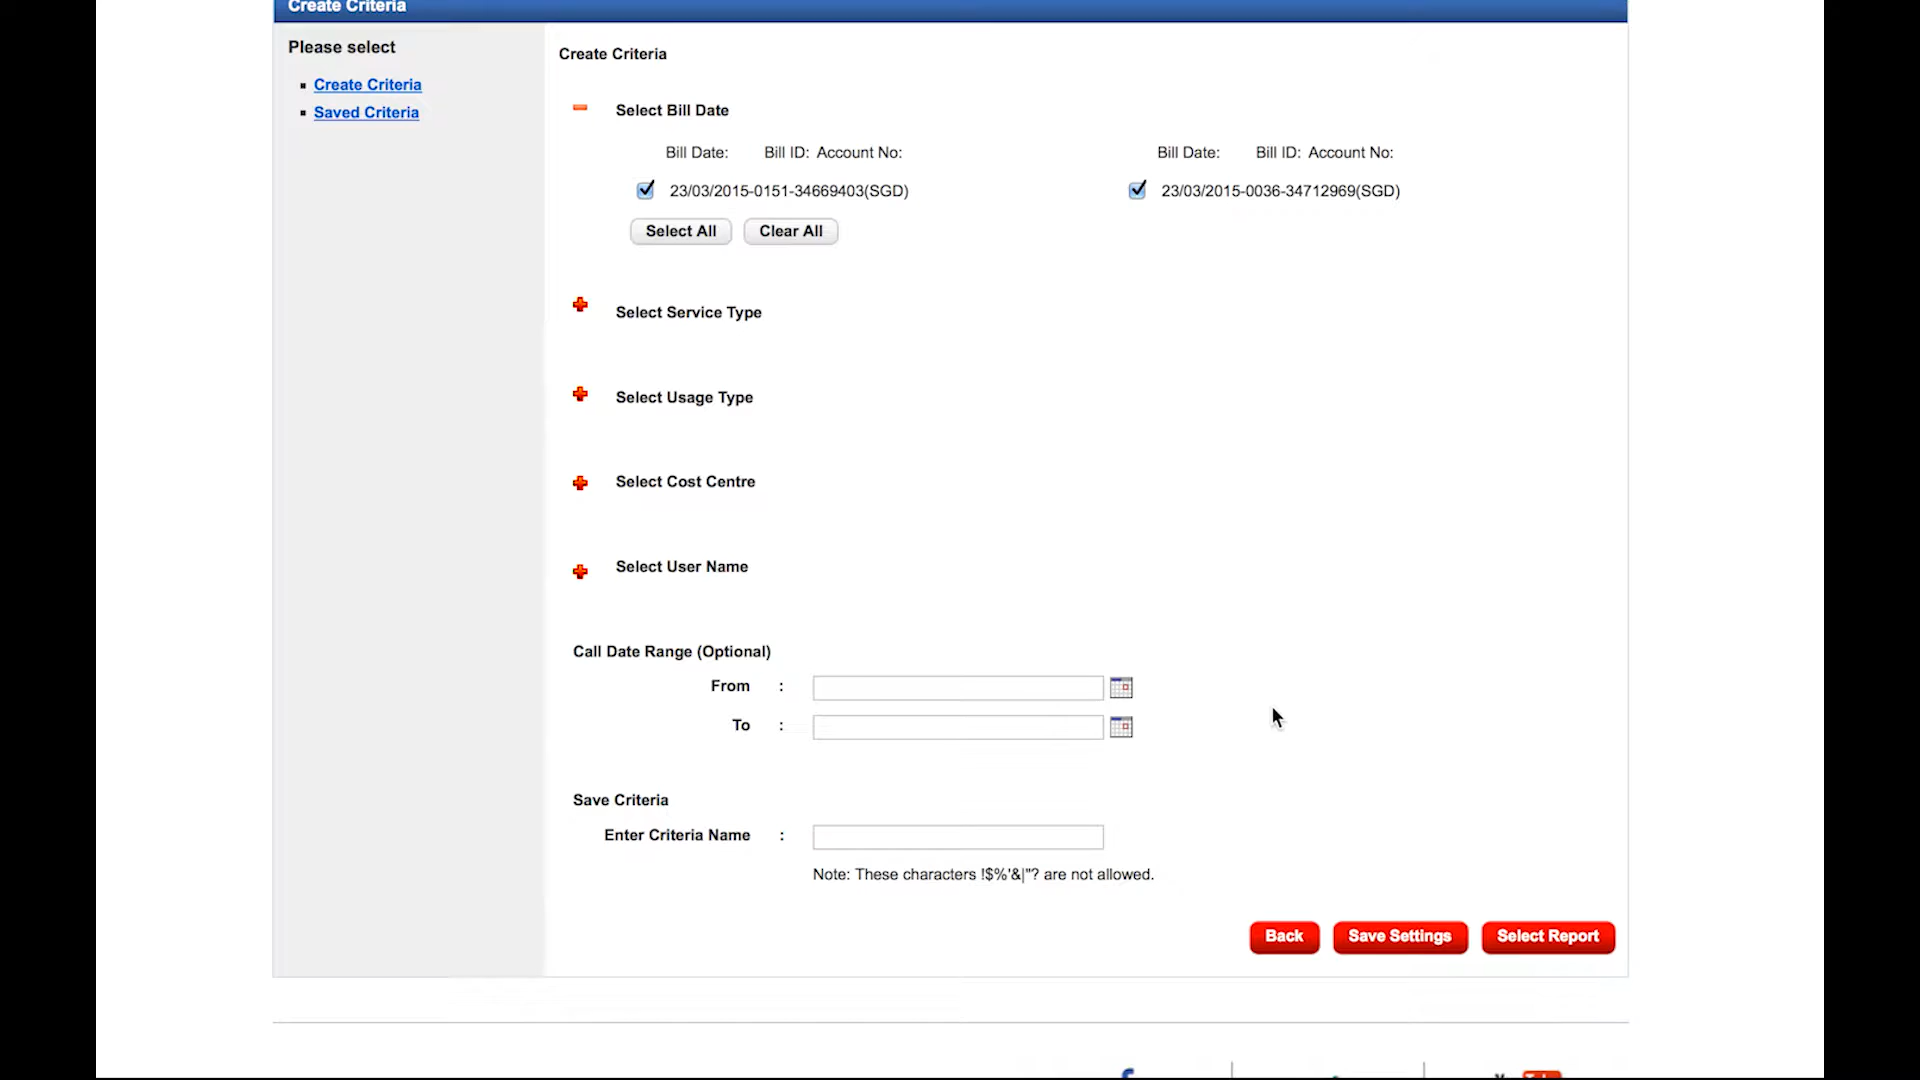 Create Criteria
Please select
Create Criteria
Saved Criteria
Create Criteria
Select Bill Date
Bill Date: Bill ID: Account No: Bill Date: Bill ID: Account No:
23/03/2015-0151-34669403(SGD) 23/03/2015-0036-34712969(SGD)
Select All Clear All
Select Service Type
Select Usage Type
Select Cost Centre
Select User Name
Call Date Range (Optional)
From :
To :
Save Criteria
Enter Criteria Name :
Note: These characters !$%'&|"? are not allowed.
Back Save Settings Select Report